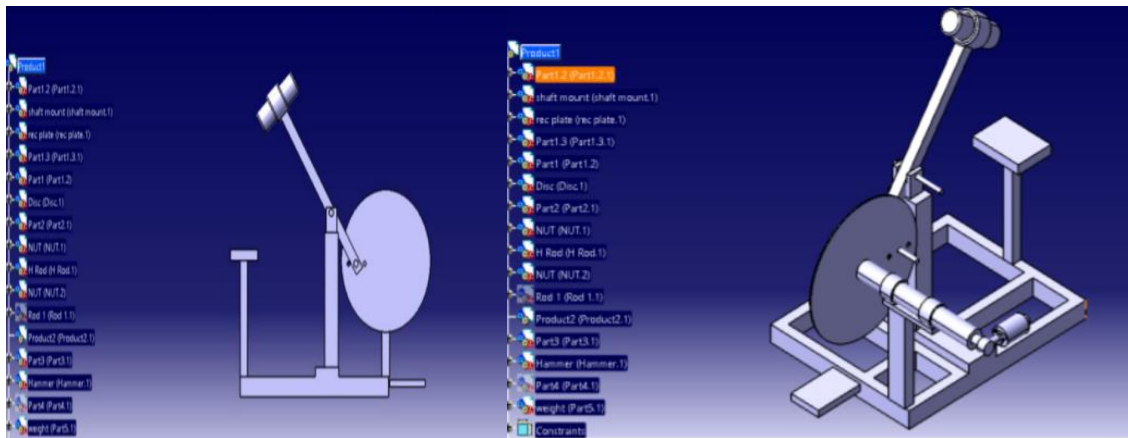 Product1
Part1.2 (Part1.2.1)
shaft mount (shaft mount.1)
rec plate (rec plate.1)
Part1.3 (Part1.3.1)
Part1 (Part1.2)
Disc (Disc.1)
Part2 (Part2.1)
NUT (NUT.1)
H Rod (H Rod.1)
NUT (NUT.2)
Rod 1 (Rod 1.1)
Product2 (Product2.1)
Part3 (Part3.1)
Hammer (Hammer.1)
Part4 (Part4.1)
weight (Part5.1)
Product1
Part1.2 (Part1.2.1)
shaft mount (shaft mount.1)
rec plate (rec plate.1)
Part1.3 (Part1.3.1)
Part1 (Part1.2)
Disc (Disc.1)
Part2 (Part2.1)
NUT (NUT.1)
H Rod (H Rod.1)
NUT (NUT.2)
Rod 1 (Rod 1.1)
Product2 (Product2.1)
Part3 (Part3.1)
Hammer (Hammer.1)
Part4 (Part4.1)
weight (Part5.1)
Constraints